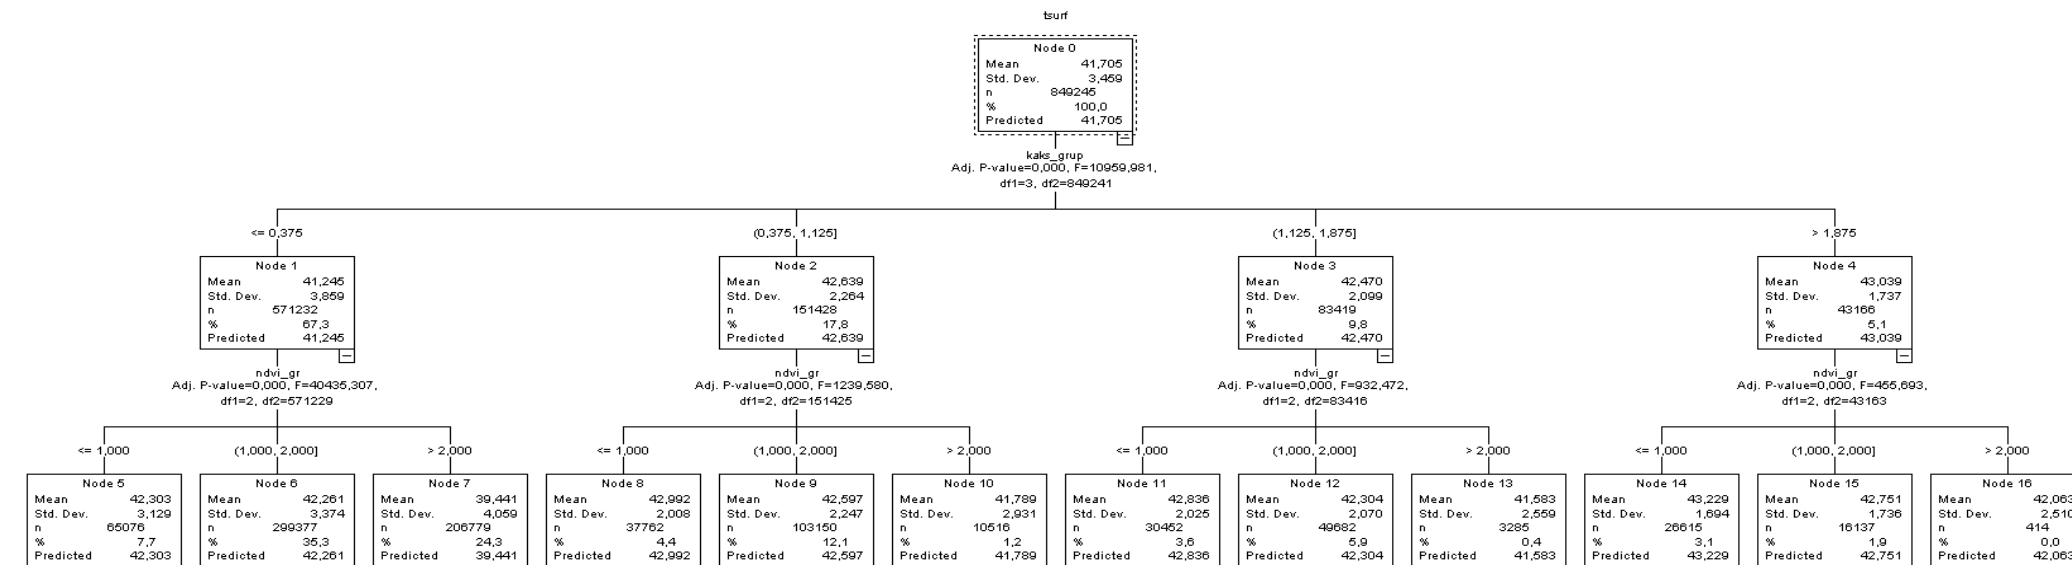 tsurf
Node 0
Mean 41,705
Std. Dev. 3,459
n 849245
% 100,0
Predicted 41,705
kaks_grup
Adj. P-value=0,000, F=10959,981,
df1=3, df2=849241
<= 0,375
(0,375, 1,125]
(1,125, 1,875]
> 1,875
Node 1
Mean 41,245
Std. Dev. 3,859
n 571232
% 67,3
Predicted 41,245
Node 2
Mean 42,639
Std. Dev. 2,264
n 151428
% 17,8
Predicted 42,639
Node 3
Mean 42,470
Std. Dev. 2,099
n 83419
% 9,8
Predicted 42,470
Node 4
Mean 43,039
Std. Dev. 1,737
n 43166
% 5,1
Predicted 43,039
ndvi_gr
Adj. P-value=0,000, F=40435,307,
df1=2, df2=571229
ndvi_gr
Adj. P-value=0,000, F=1239,580,
df1=2, df2=151425
ndvi_gr
Adj. P-value=0,000, F=932,472,
df1=2, df2=83416
ndvi_gr
Adj. P-value=0,000, F=455,693,
df1=2, df2=43163
<= 1,000
(1,000, 2,000]
> 2,000
<= 1,000
(1,000, 2,000]
> 2,000
<= 1,000
(1,000, 2,000]
> 2,000
<= 1,000
(1,000, 2,000]
> 2,000
Node 5
Mean 42,303
Std. Dev. 3,129
n 65076
% 7,7
Predicted 42,303
Node 6
Mean 42,261
Std. Dev. 3,374
n 299377
% 35,3
Predicted 42,261
Node 7
Mean 39,441
Std. Dev. 4,059
n 206779
% 24,3
Predicted 39,441
Node 8
Mean 42,992
Std. Dev. 2,008
n 37762
% 4,4
Predicted 42,992
Node 9
Mean 42,597
Std. Dev. 2,247
n 103150
% 12,1
Predicted 42,597
Node 10
Mean 41,789
Std. Dev. 2,931
n 10516
% 1,2
Predicted 41,789
Node 11
Mean 42,836
Std. Dev. 2,025
n 30452
% 3,6
Predicted 42,836
Node 12
Mean 42,304
Std. Dev. 2,070
n 49682
% 5,9
Predicted 42,304
Node 13
Mean 41,583
Std. Dev. 2,559
n 3285
% 0,4
Predicted 41,583
Node 14
Mean 43,229
Std. Dev. 1,694
n 26615
% 3,1
Predicted 43,229
Node 15
Mean 42,751
Std. Dev. 1,736
n 16137
% 1,9
Predicted 42,751
Node 16
Mean 42,063
Std. Dev. 2,510
n 414
% 0,0
Predicted 42,063